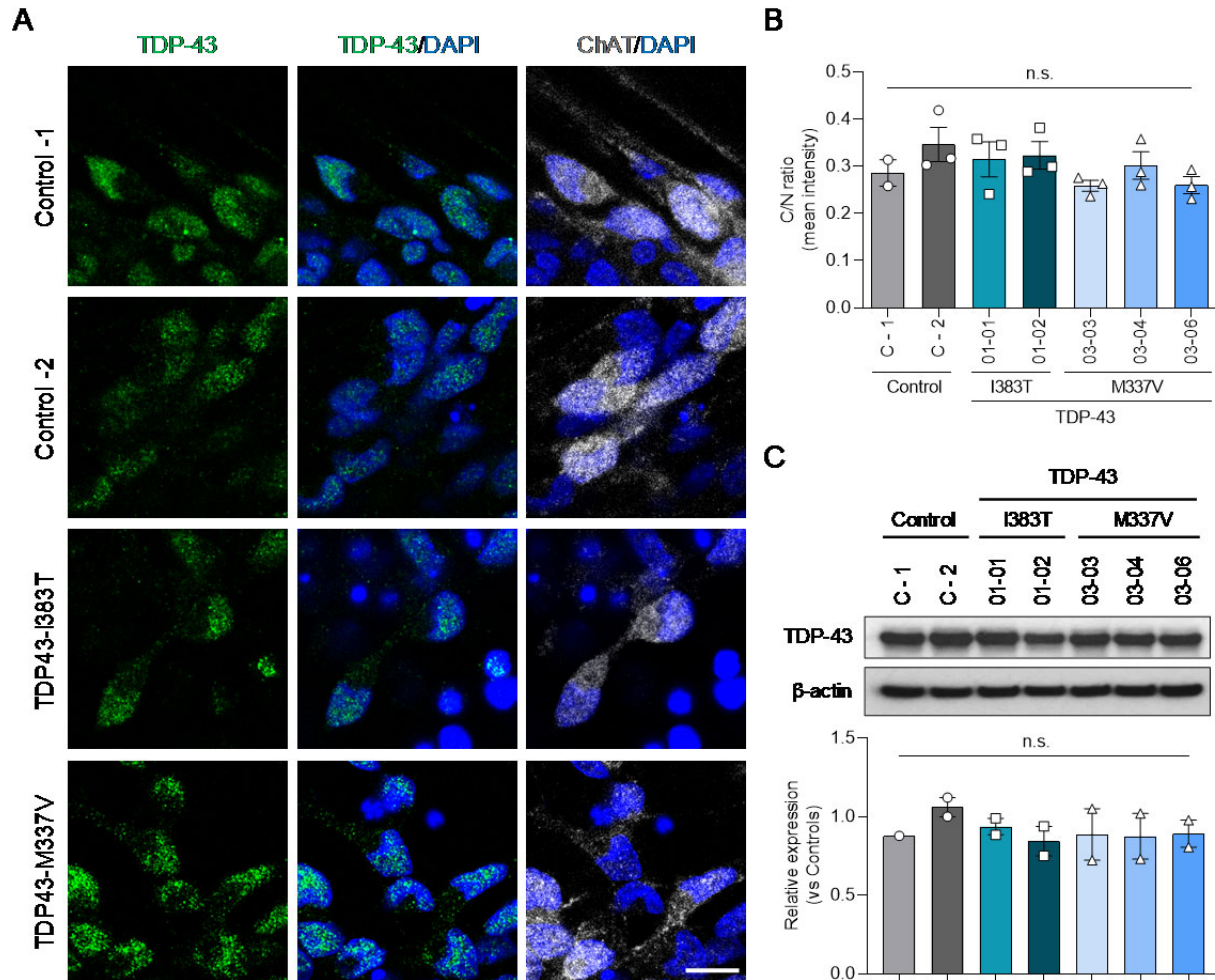 A
TDP-43
TDP-43/DAPI
ChAT/DAPI
Control -1
Control -2
TDP43-I383T
TDP43-M337V
B
n.s.
C/N ratio
(mean intensity)
0.5
0.4
0.3
0.2
0.1
0.0
C - 1
C - 2
01-01
01-02
03-03
03-04
03-06
Control
I383T
M337V
TDP-43
C
TDP-43
Control
I383T
M337V
C - 1
C - 2
01-01
01-02
03-03
03-04
03-06
TDP-43
β-actin
n.s.
Relative expression
(vs Controls)
1.5
1.0
0.5
0.0